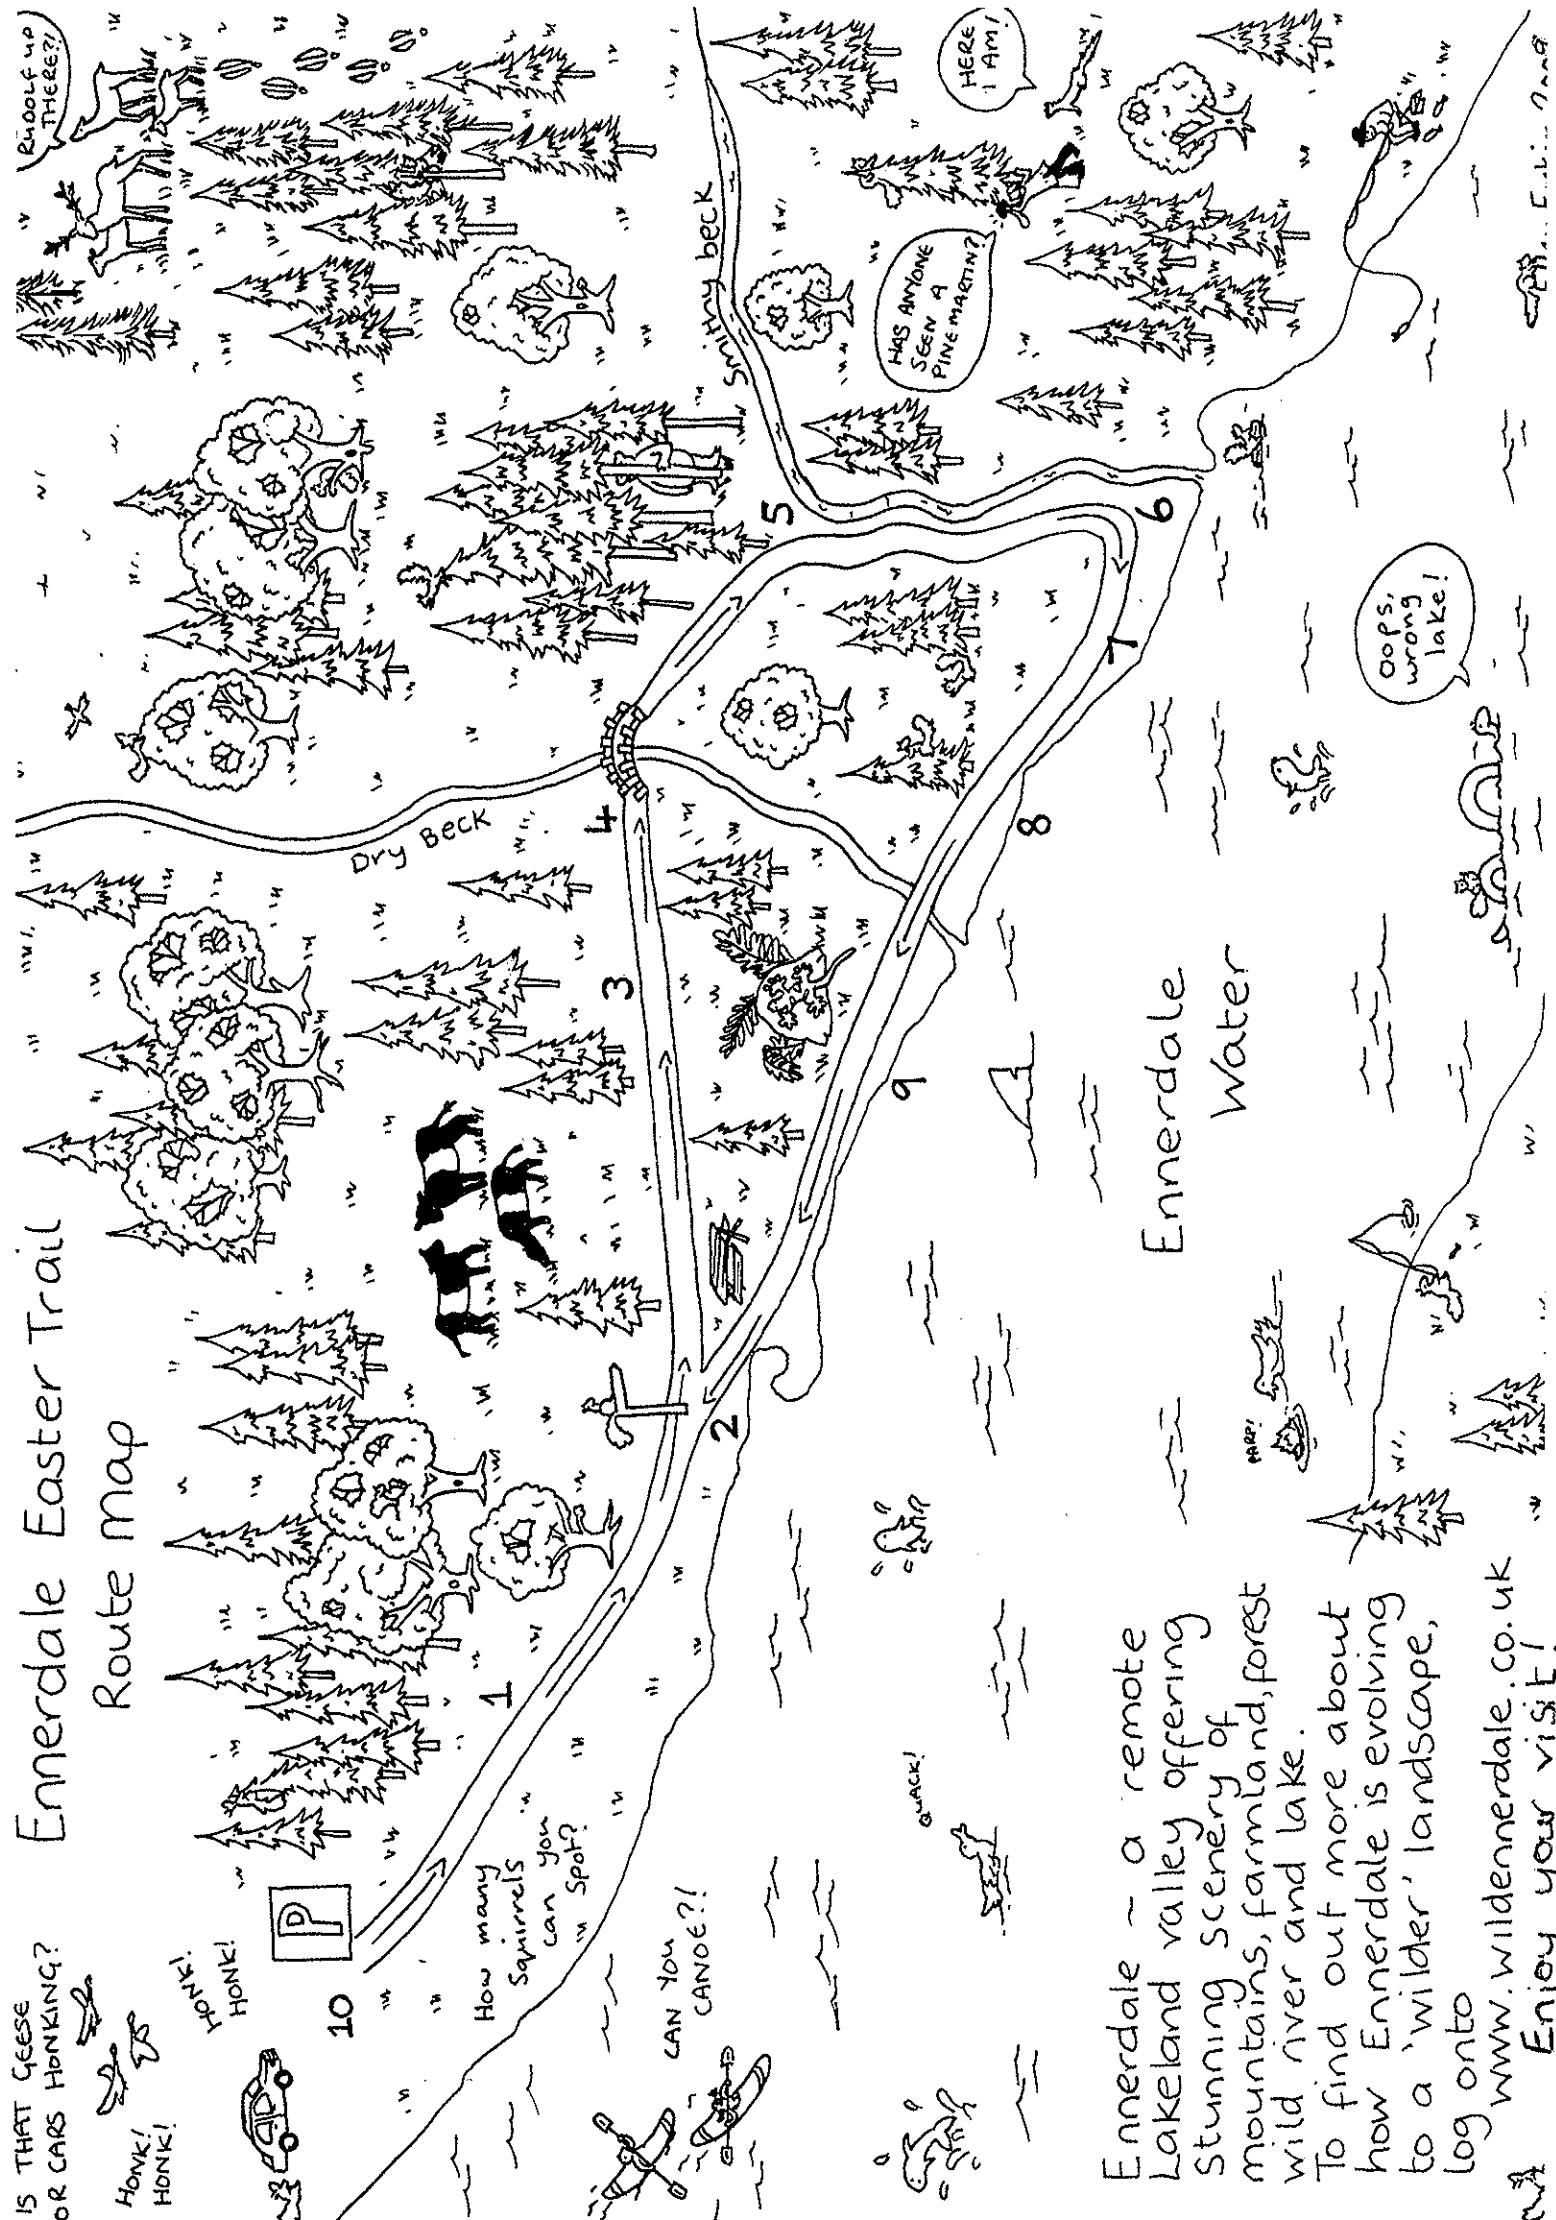 Ennerdale Easter Trail
Route Map
IS THAT GEESE
OR CARS HONKING?
HONK!
HONK!
HONK!
HONK!
P
10
1
2
3
4
5
6
7
8
9
How many
Squirrels
can you
spot?
CAN YOU
CANOE?!
QUACK!
PARP!
Dry Beck
Smithy beck
RUDOLF UP
THERE?!
HERE
I AM!
HAS ANYONE
SEEN A
PINE MARTIN?
Oops,
wrong
lake!
Ennerdale
Water
Ennerdale - a remote
Lakeland valley offering
stunning scenery of
mountains, farmland, forest
wild river and lake.
To find out more about
how Ennerdale is evolving
to a 'wilder' landscape,
log onto
www.wildennerdale.co.uk
Enjoy your visit!